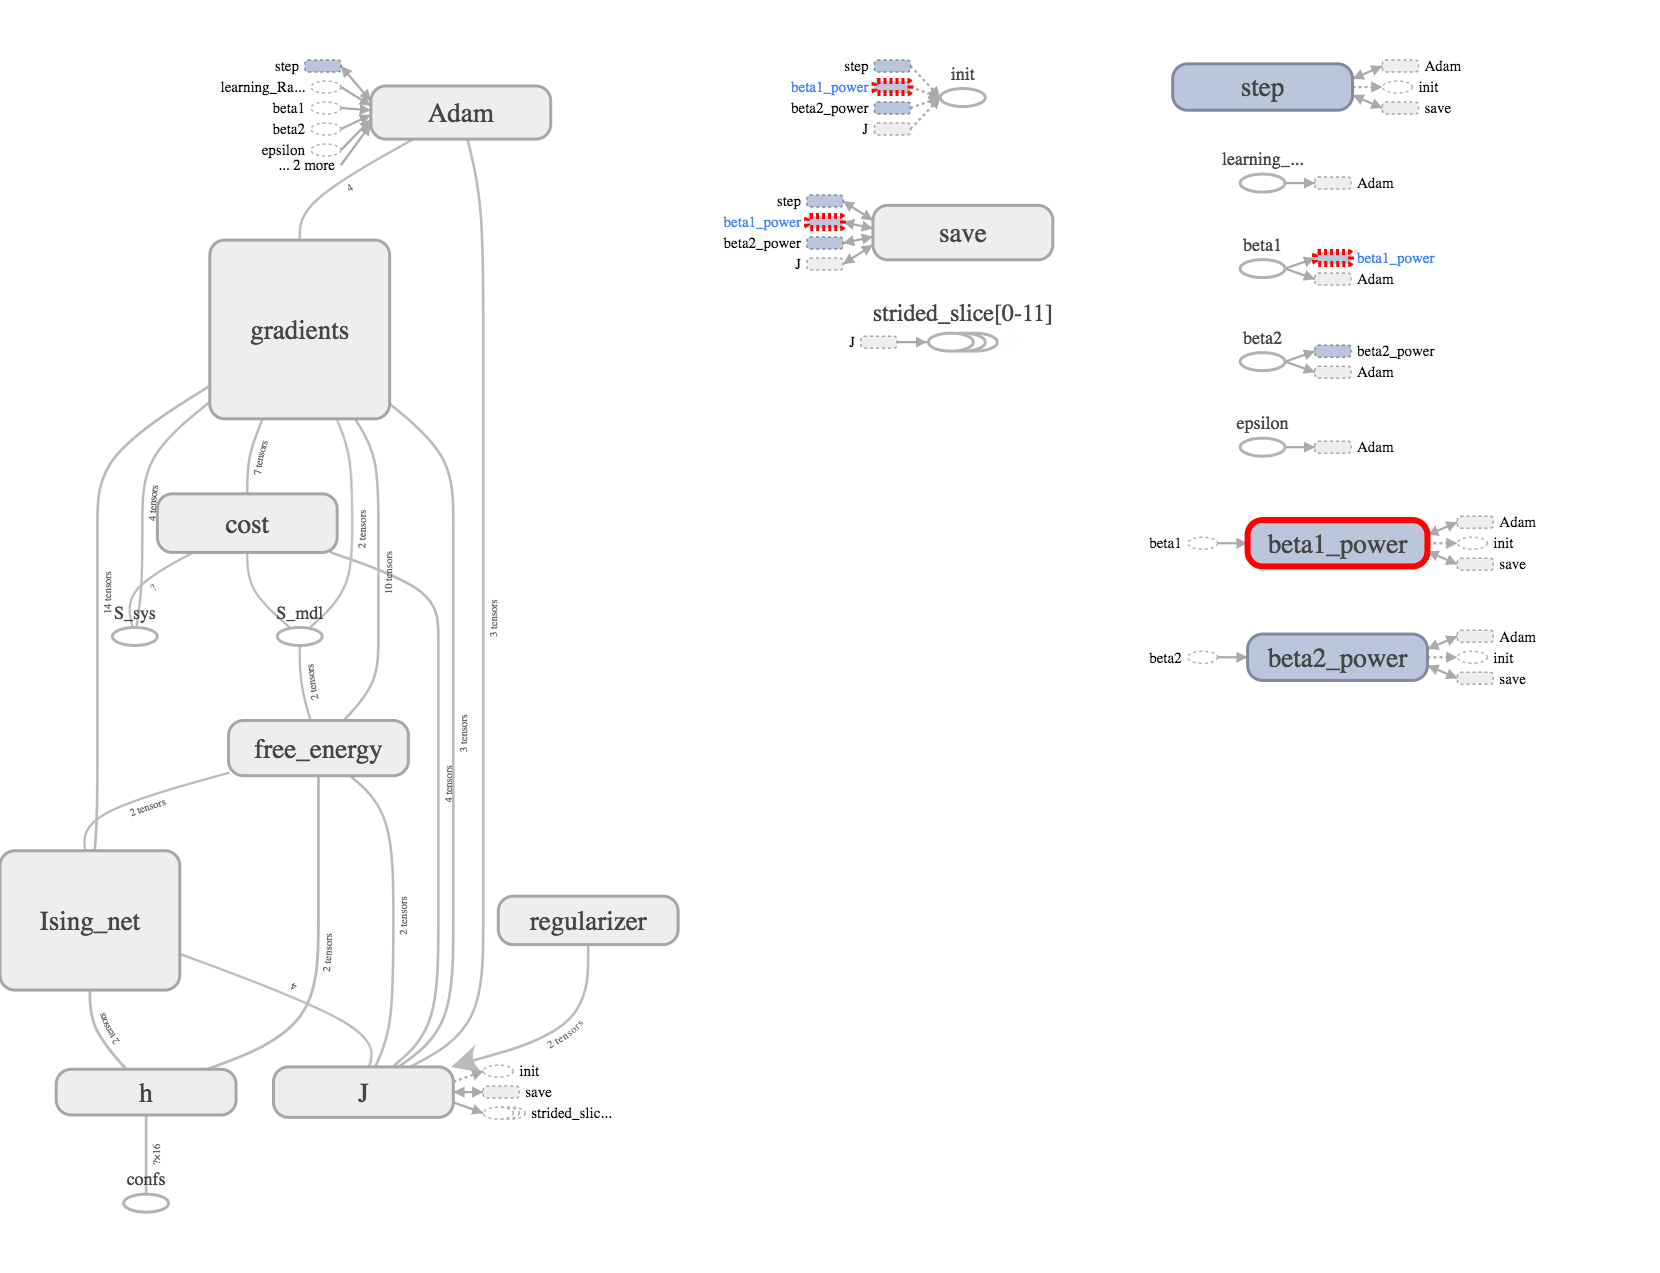 step
learning_Ra...
beta1
beta2
epsilon
... 2 more
Adam
4
gradients
7 tensors
4 tensors
2 tensors
10 tensors
14 tensors
cost
?
S_sys
S_mdl
3 tensors
2 tensors
3 tensors
free_energy
4 tensors
2 tensors
Ising_net
2 tensors
2 tensors
regularizer
4
2 tensors
2 tensors
h
J
init
save
strided_slic...
?×16
confs
step
beta1_power
beta2_power
J
init
step
beta1_power
beta2_power
J
save
strided_slice[0-11]
J
step
Adam
init
save
learning_...
Adam
beta1
beta1_power
Adam
beta2
beta2_power
Adam
epsilon
Adam
beta1
beta1_power
Adam
init
save
beta2
beta2_power
Adam
init
save